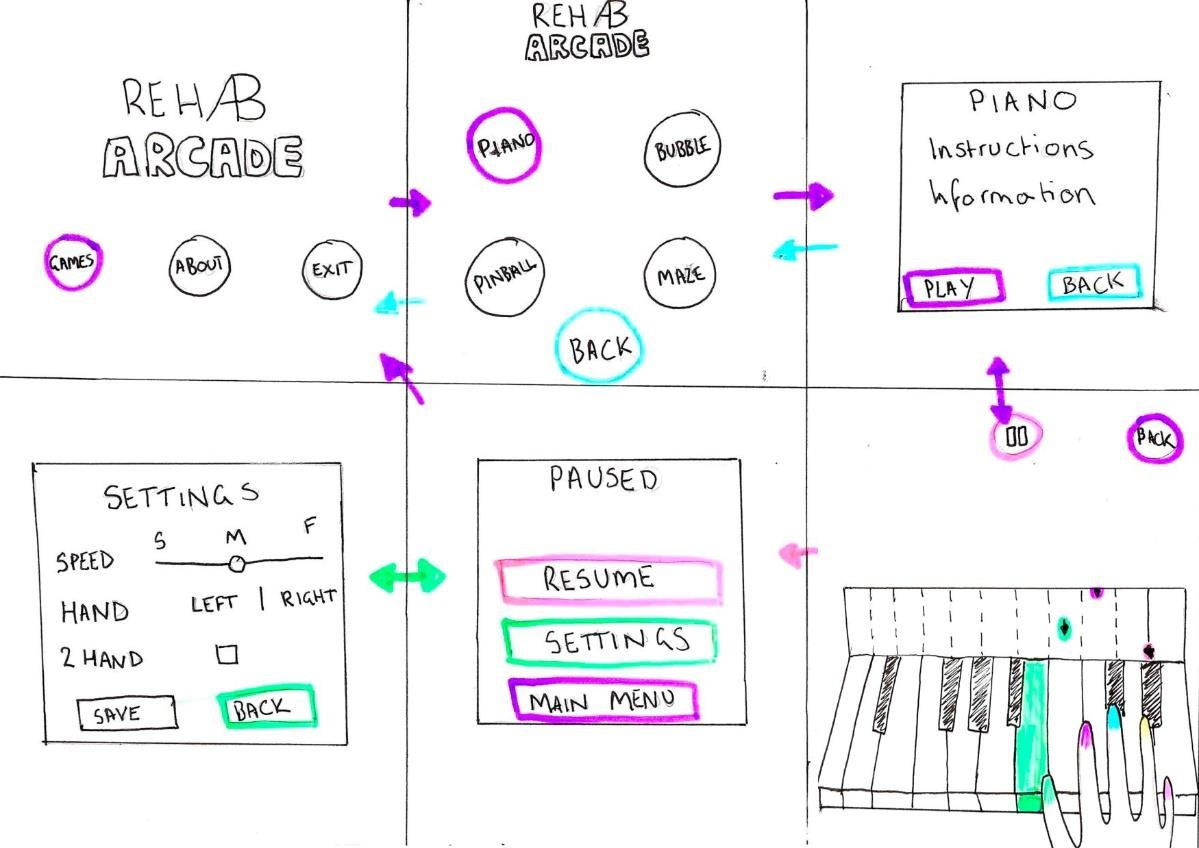 REHAB
ARCADE
GAMES
ABOUT
EXIT
REHAB
ARCADE
PIANO
BUBBLE
PINBALL
MAZE
BACK
PIANO
Instructions
Information
PLAY
BACK
SETTINGS
SPEED S M F
HAND LEFT | RIGHT
2 HAND
SAVE
BACK
PAUSED
RESUME
SETTINGS
MAIN MENU
BACK